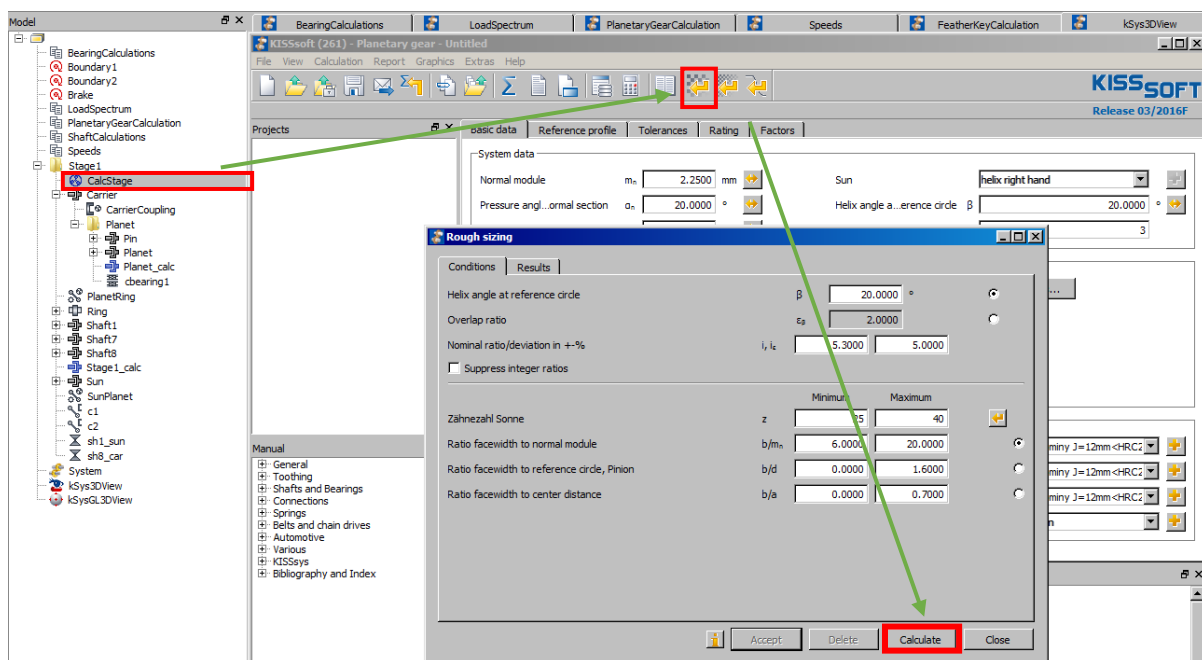 Model
BearingCalculations
LoadSpectrum
PlanetaryGearCalculation
Speeds
FeatherKeyCalculation
kSys3DView
KISSsoft (261) - Planetary gear - Untitled
File View Calculation Report Graphics Extras Help
KISSSOFT
Release 03/2016F
BearingCalculations
Boundary1
Boundary2
Brake
LoadSpectrum
PlanetaryGearCalculation
ShaftCalculations
Speeds
Stage1
CalcStage
Carrier
CarrierCoupling
Planet
Pin
Planet
Planet_calc
cbearing1
PlanetRing
Ring
Shaft1
Shaft7
Shaft8
Stage1_calc
Sun
SunPlanet
c1
c2
sh1_sun
sh8_car
System
kSys3DView
kSysGL3DView
Projects
Basic data Reference profile Tolerances Rating Factors
System data
Normal module mn 2.2500 mm Sun helix right hand
Pressure angl...ormal section αn 20.0000 ° Helix angle a...erence circle β 20.0000 °
3
...
Rough sizing
Conditions Results
Helix angle at reference circle β 20.0000 °
Overlap ratio εβ 2.0000
Nominal ratio/deviation in +-% i, iε 5.3000 5.0000
Suppress integer ratios
Minimum Maximum
Zähnezahl Sonne z 25 40
Ratio facewidth to normal module b/mn 6.0000 20.0000
Ratio facewidth to reference circle, Pinion b/d 0.0000 1.6000
Ratio facewidth to center distance b/a 0.0000 0.7000
Accept Delete Calculate Close
miny J=12mm<HRC2
miny J=12mm<HRC2
miny J=12mm<HRC2
n
Manual
General
Toothing
Shafts and Bearings
Connections
Springs
Belts and chain drives
Automotive
Various
KISSsys
Bibliography and Index